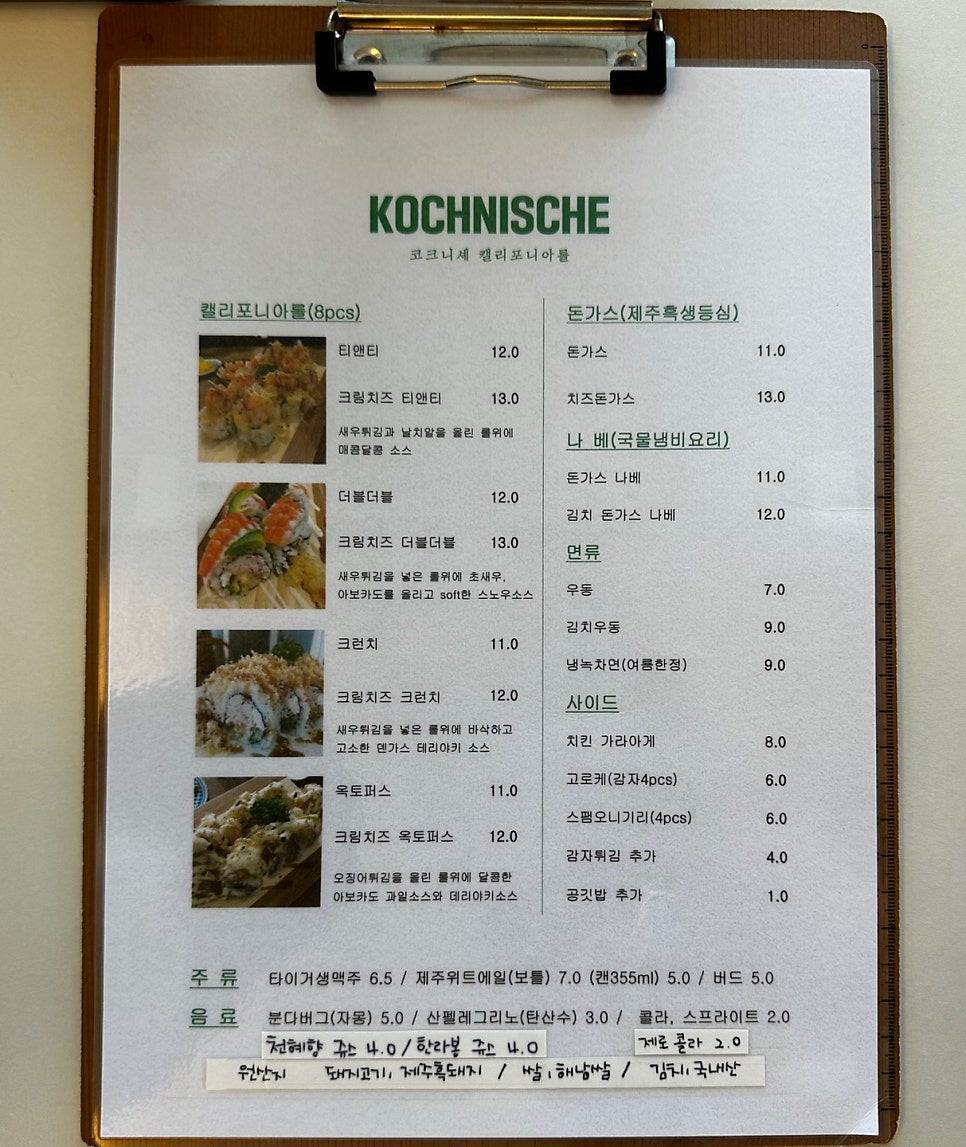 KOCHNISCHE
코크니셰 캘리포니아롤
캘리포니아롤(8pcs)
티앤티 12.0
크림치즈 티앤티 13.0
새우튀김과 날치알을 올린 롤위에
매콤달콤 소스
더블더블 12.0
크림치즈 더블더블 13.0
새우튀김을 넣은 롤위에 초새우,
아보카도를 올리고 soft한 스노우소스
크런치 11.0
크림치즈 크런치 12.0
새우튀김을 넣은 롤위에 바삭하고
고소한 덴가스 테리야키 소스
옥토퍼스 11.0
크림치즈 옥토퍼스 12.0
오징어튀김을 올린 롤위에 달콤한
아보카도 과일소스와 데리야키소스
돈가스(제주흑생등심)
돈가스 11.0
치즈돈가스 13.0
나 베(국물냄비요리)
돈가스 나베 11.0
김치 돈가스 나베 12.0
면류
우동 7.0
김치우동 9.0
냉녹차면(여름한정) 9.0
사이드
치킨 가라아게 8.0
고로케(감자4pcs) 6.0
스팸오니기리(4pcs) 6.0
감자튀김 추가 4.0
공깃밥 추가 1.0
주 류 타이거생맥주 6.5 / 제주위트에일(보틀) 7.0 (캔355ml) 5.0 / 버드 5.0
음 료 분다버그(자몽) 5.0 / 산펠레그리노(탄산수) 3.0 / 콜라, 스프라이트 2.0
천혜향 쥬스 4.0 / 한라봉 쥬스 4.0 제로콜라 2.0
원산지 돼지고기, 제주흑돼지 / 쌀, 해남쌀 / 김치, 국내산
0